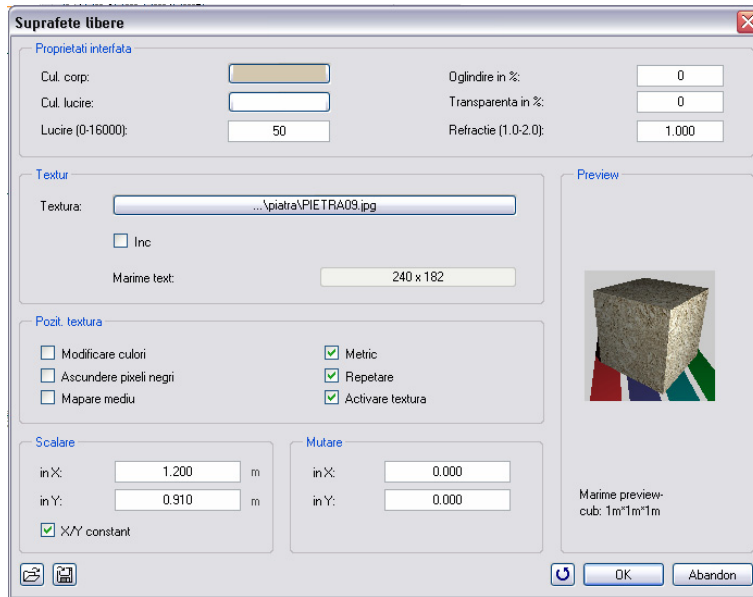 Suprafete libere
Proprietati interfata
Cul. corp:
Oglindire in %:
0
Cul. lucire:
Transparenta in %:
0
Lucire (0-16000):
50
Refractie (1.0-2.0):
1.000
Textur
Textura:
...\piatra\PIETRA09.jpg
Inc
Marime text:
240 x 182
Preview
Pozit. textura
Modificare culori
Metric
Ascundere pixeli negri
Repetare
Mapare mediu
Activare textura
Scalare
in X:
1.200
m
in Y:
0.910
m
X/Y constant
Mutare
in X:
0.000
in Y:
0.000
Marime preview-
cub: 1m*1m*1m
OK
Abandon